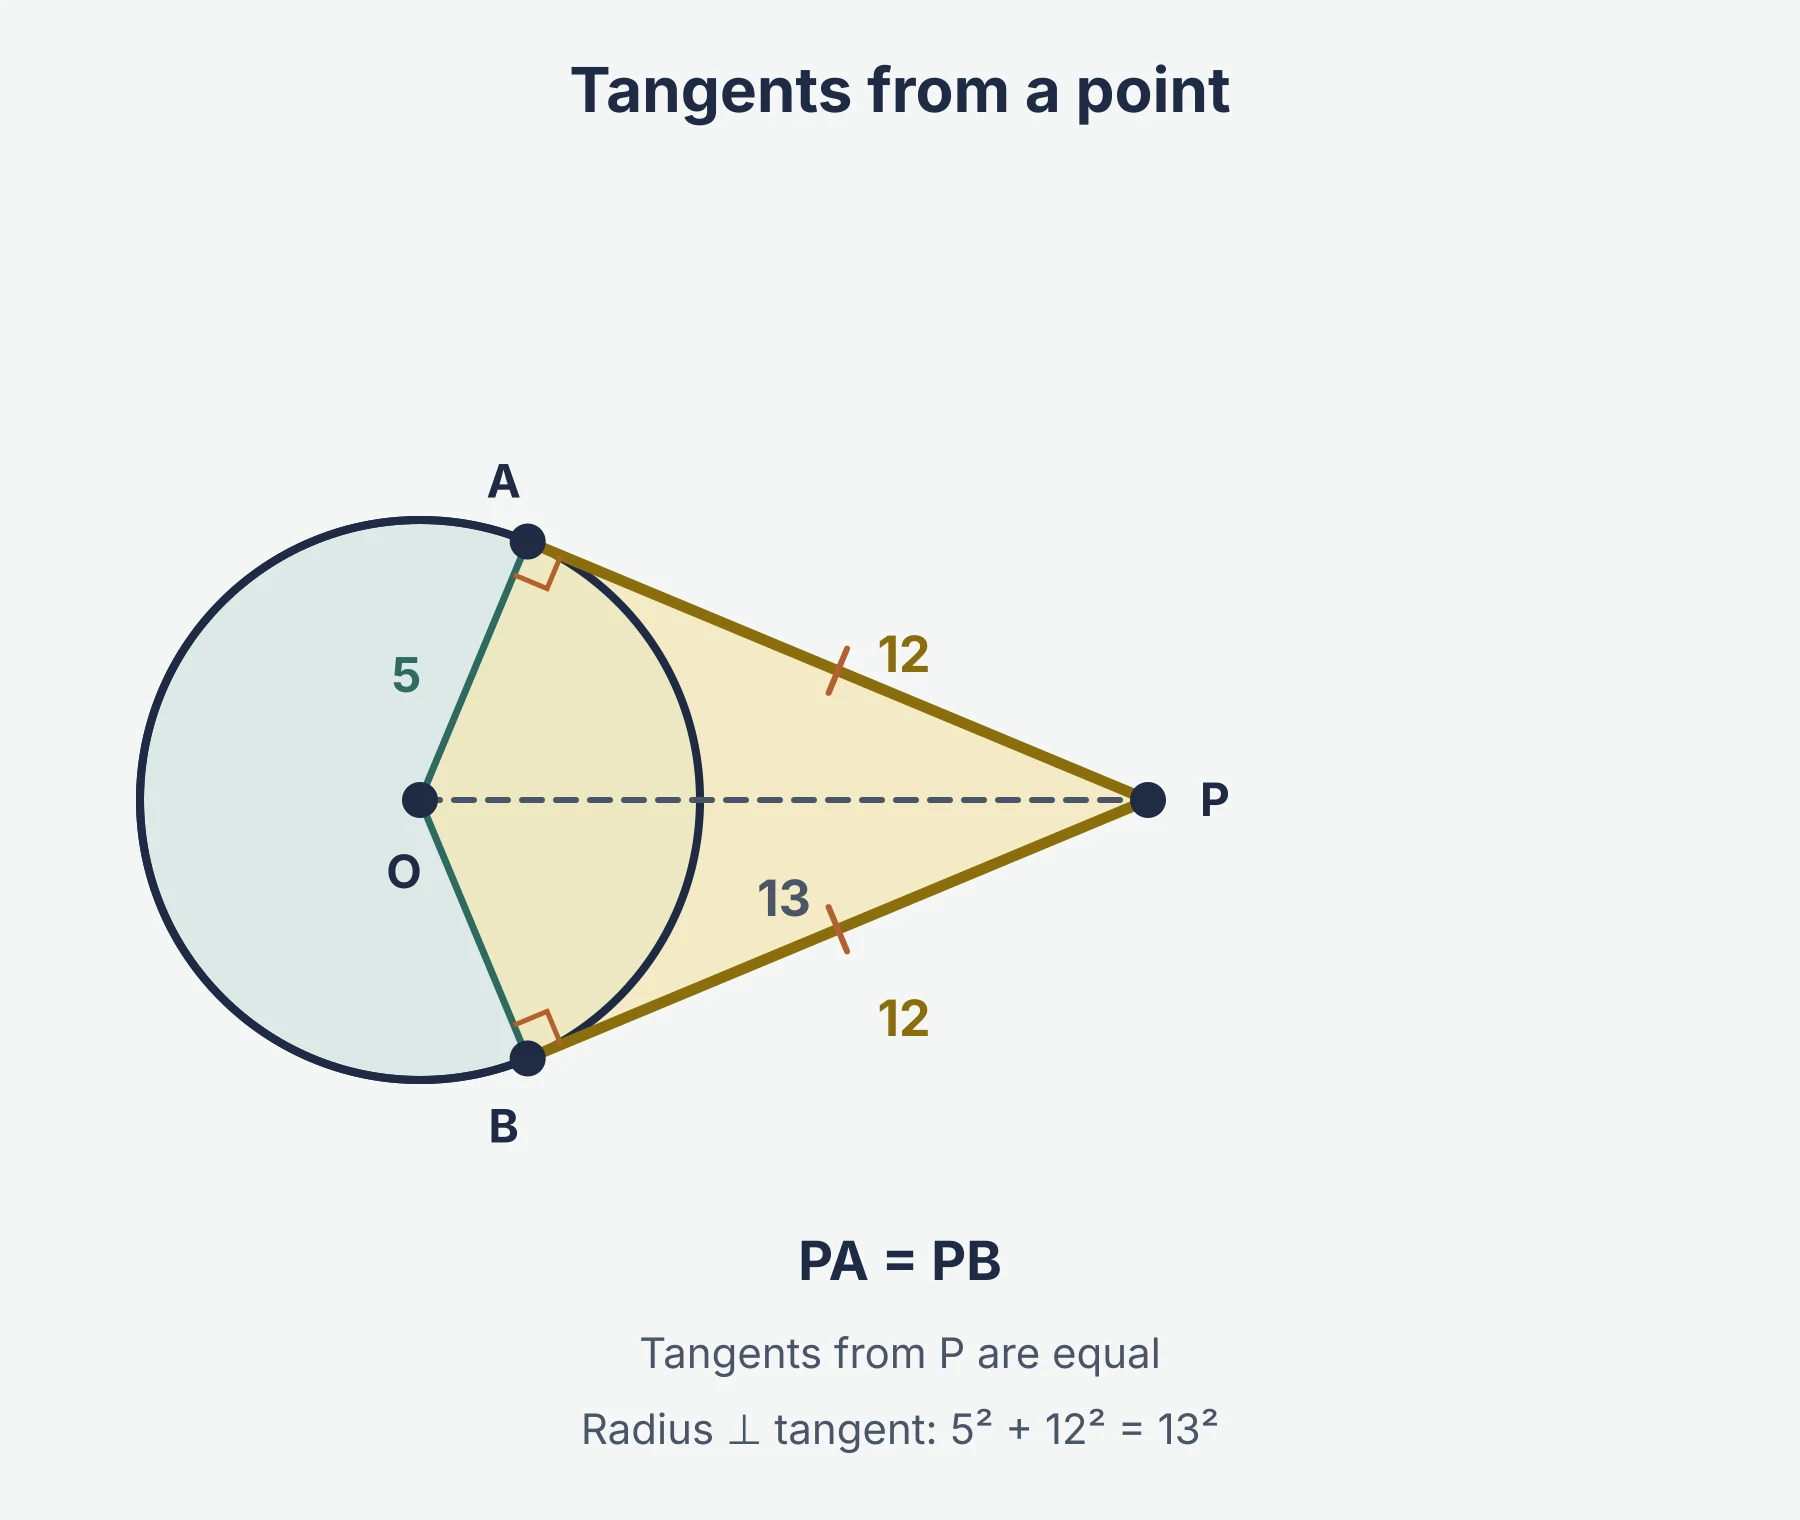 Tangents from a point
A
12
5
P
O
13
12
B
PA = PB
Tangents from P are equal
Radius ⊥ tangent: 5² + 12² = 13²